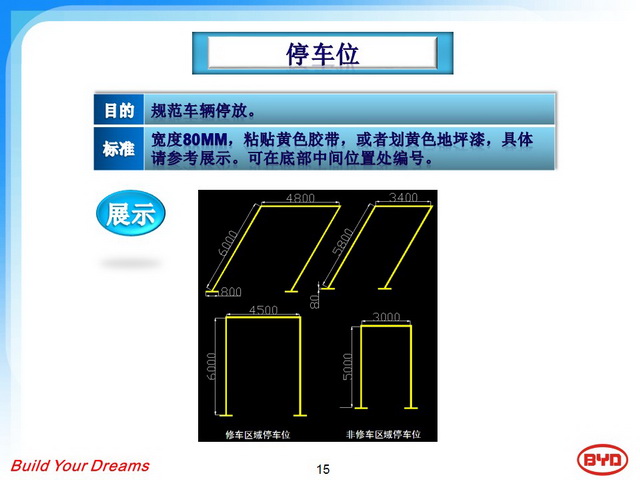 停车位
目的
规范车辆停放。
标准
宽度80MM，粘贴黄色胶带，或者划黄色地坪漆，具体
请参考展示。可在底部中间位置处编号。
展示
4800
3400
6000
5800
800
80
4500
3000
6000
5000
修车区域停车位
非修车区域停车位
Build Your Dreams
15
BYD